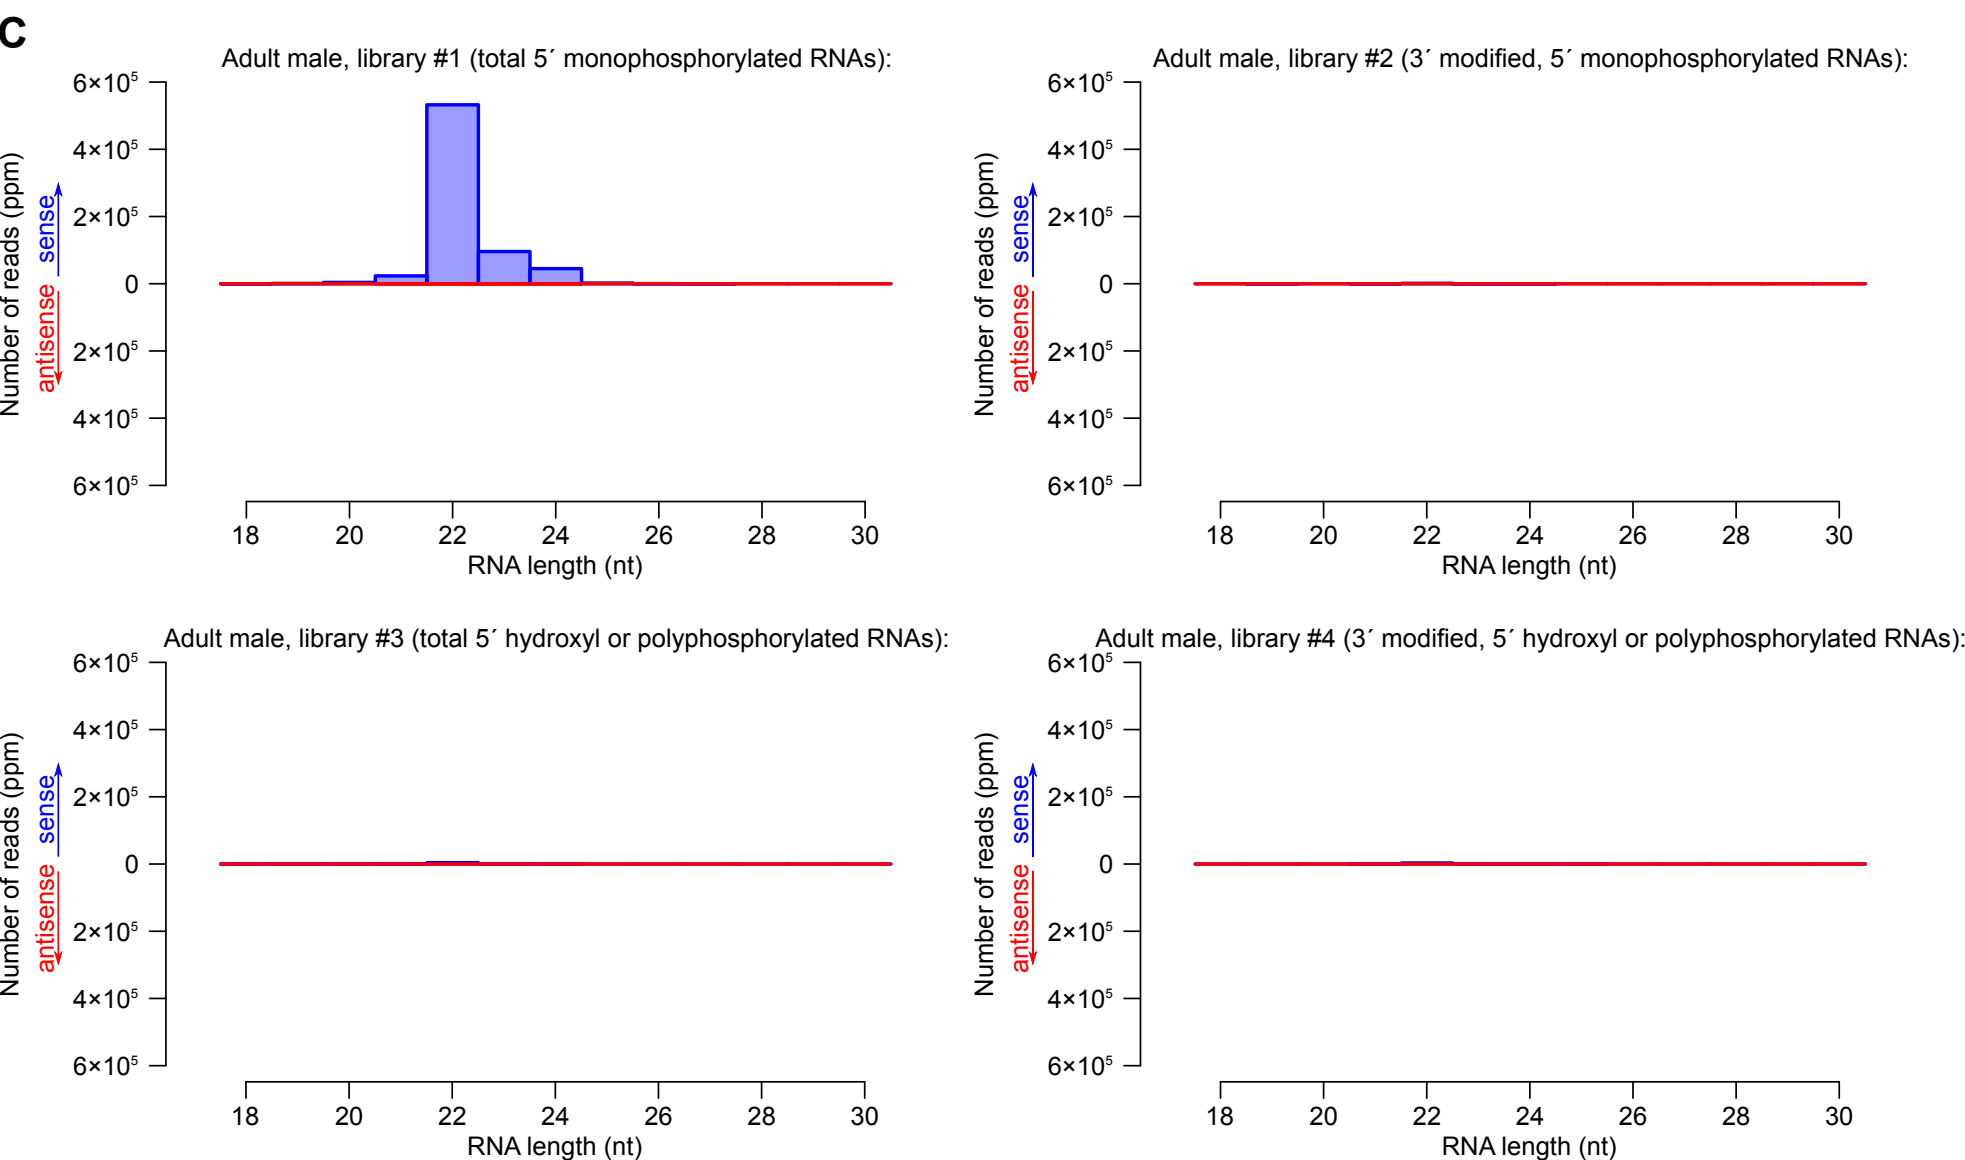 C
Adult male, library #1 (total 5´ monophosphorylated RNAs):
6×10⁵
4×10⁵
2×10⁵
0
2×10⁵
4×10⁵
6×10⁵
Number of reads (ppm)
antisense sense
18 20 22 24 26 28 30
RNA length (nt)
Adult male, library #2 (3´ modified, 5´ monophosphorylated RNAs):
6×10⁵
4×10⁵
2×10⁵
0
2×10⁵
4×10⁵
6×10⁵
Number of reads (ppm)
antisense sense
18 20 22 24 26 28 30
RNA length (nt)
Adult male, library #3 (total 5´ hydroxyl or polyphosphorylated RNAs):
6×10⁵
4×10⁵
2×10⁵
0
2×10⁵
4×10⁵
6×10⁵
Number of reads (ppm)
antisense sense
18 20 22 24 26 28 30
RNA length (nt)
Adult male, library #4 (3´ modified, 5´ hydroxyl or polyphosphorylated RNAs):
6×10⁵
4×10⁵
2×10⁵
0
2×10⁵
4×10⁵
6×10⁵
Number of reads (ppm)
antisense sense
18 20 22 24 26 28 30
RNA length (nt)